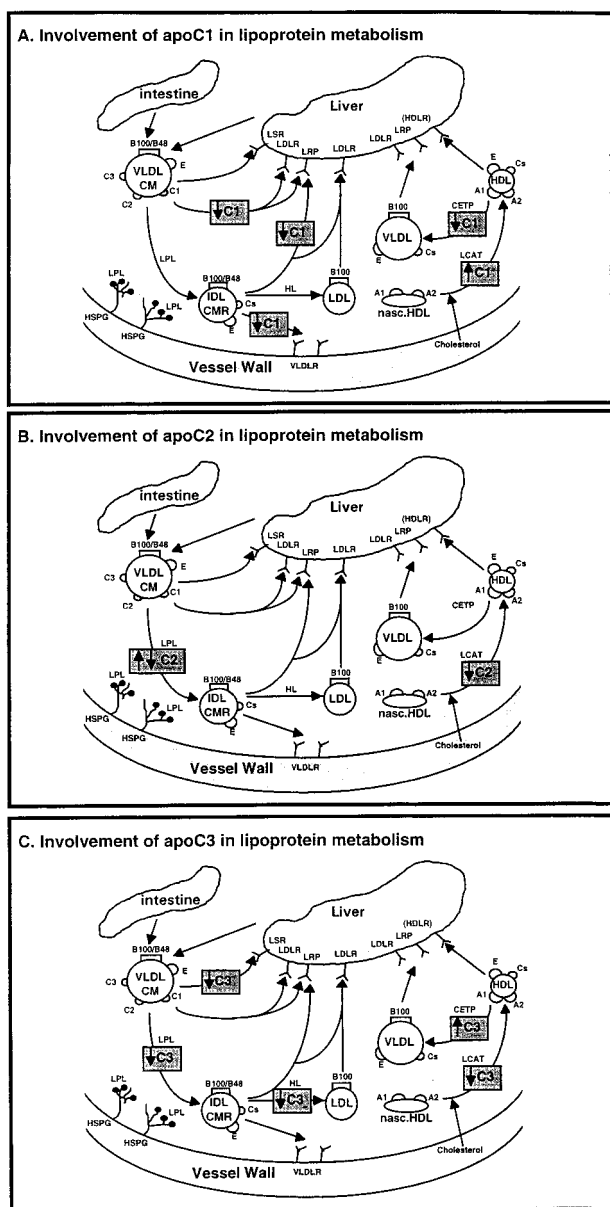 A. Involvement of apoC1 in lipoprotein metabolism
intestine
Liver
B100/B48
VLDL
CM
E
C3
C2
C1
LSR
LDLR
LRP
LDLR
LDLR
LRP
(HDLR)
E
Cs
HDL
A1
A2
CETP
C1
C1
C1
B100
VLDL
E
Cs
LCAT
C1
LPL
LPL
HSPG
LPL
HSPG
B100/B48
IDL
CMR
Cs
E
HL
B100
LDL
C1
A1
A2
nasc.HDL
Cholesterol
VLDLR
Vessel Wall
B. Involvement of apoC2 in lipoprotein metabolism
intestine
Liver
B100/B48
VLDL
CM
E
C3
C2
C1
LSR
LDLR
LRP
LDLR
LDLR
LRP
(HDLR)
E
Cs
HDL
A1
A2
CETP
B100
VLDL
E
Cs
LPL
C2
LCAT
C2
LPL
HSPG
LPL
HSPG
B100/B48
IDL
CMR
Cs
E
HL
B100
LDL
A1
A2
nasc.HDL
Cholesterol
VLDLR
Vessel Wall
C. Involvement of apoC3 in lipoprotein metabolism
intestine
Liver
B100/B48
VLDL
CM
E
C3
C2
C1
C3
LSR
LDLR
LRP
LDLR
LDLR
LRP
(HDLR)
E
Cs
HDL
A1
A2
CETP
C3
B100
VLDL
E
Cs
LPL
C3
LCAT
C3
LPL
HSPG
LPL
HSPG
B100/B48
IDL
CMR
Cs
E
HL
C3
B100
LDL
A1
A2
nasc.HDL
Cholesterol
VLDLR
Vessel Wall